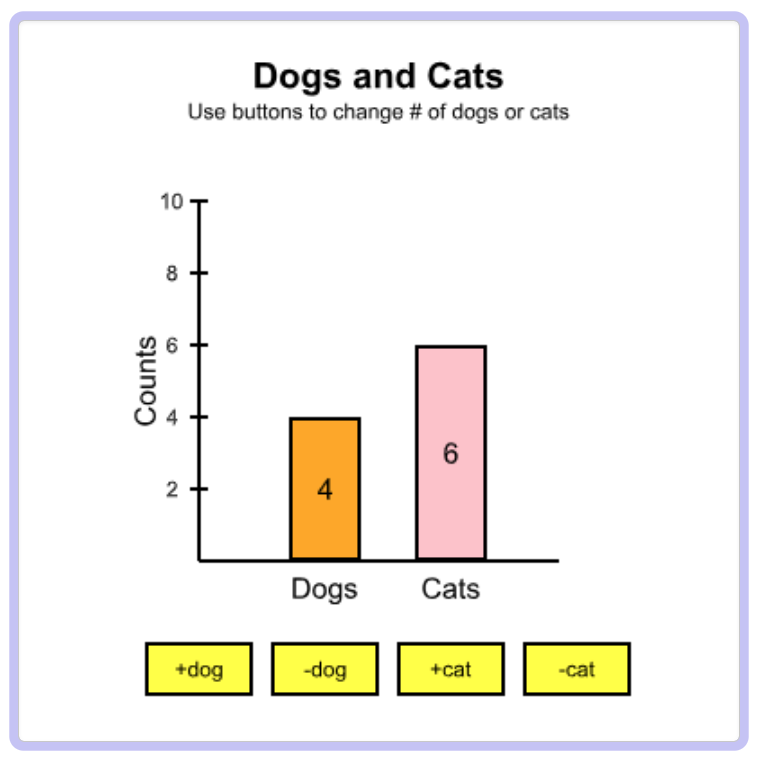 Dogs and Cats
Use buttons to change # of dogs or cats
10
8
6
4
2
Counts
4
6
Dogs Cats
+dog -dog +cat -cat